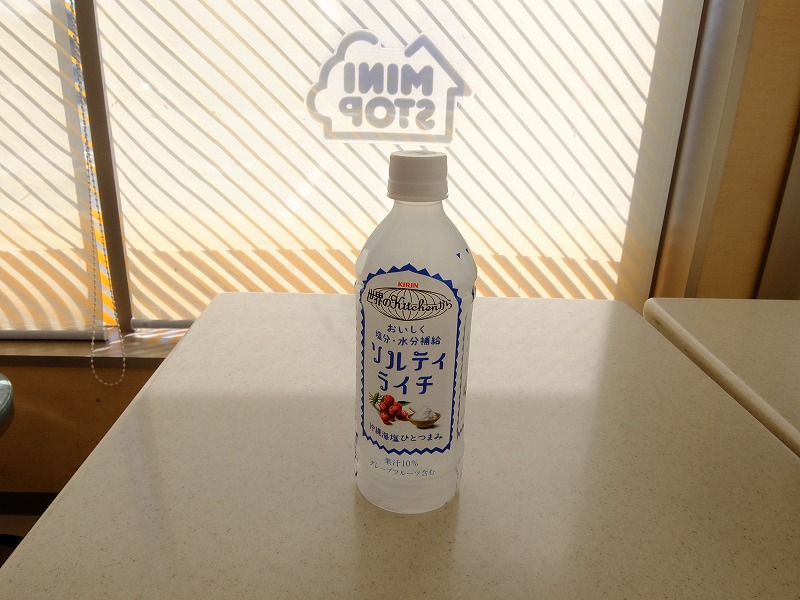 MINI
STOP
KIRIN
世界のKitchenから
おいしく
塩分・水分補給
ソルティ
ライチ
沖縄海塩ひとつまみ
果汁10%
グレープフルーツ含む